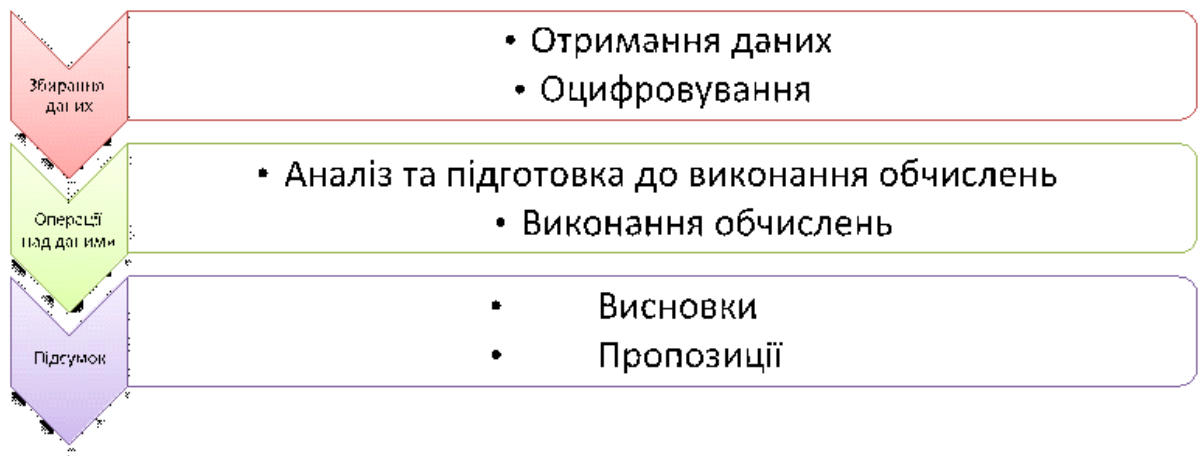 Збирання
даних
• Отримання даних
• Оцифровування
Операції
над даними
• Аналіз та підготовка до виконання обчислень
• Виконання обчислень
Підсумок
• Висновки
• Пропозиції